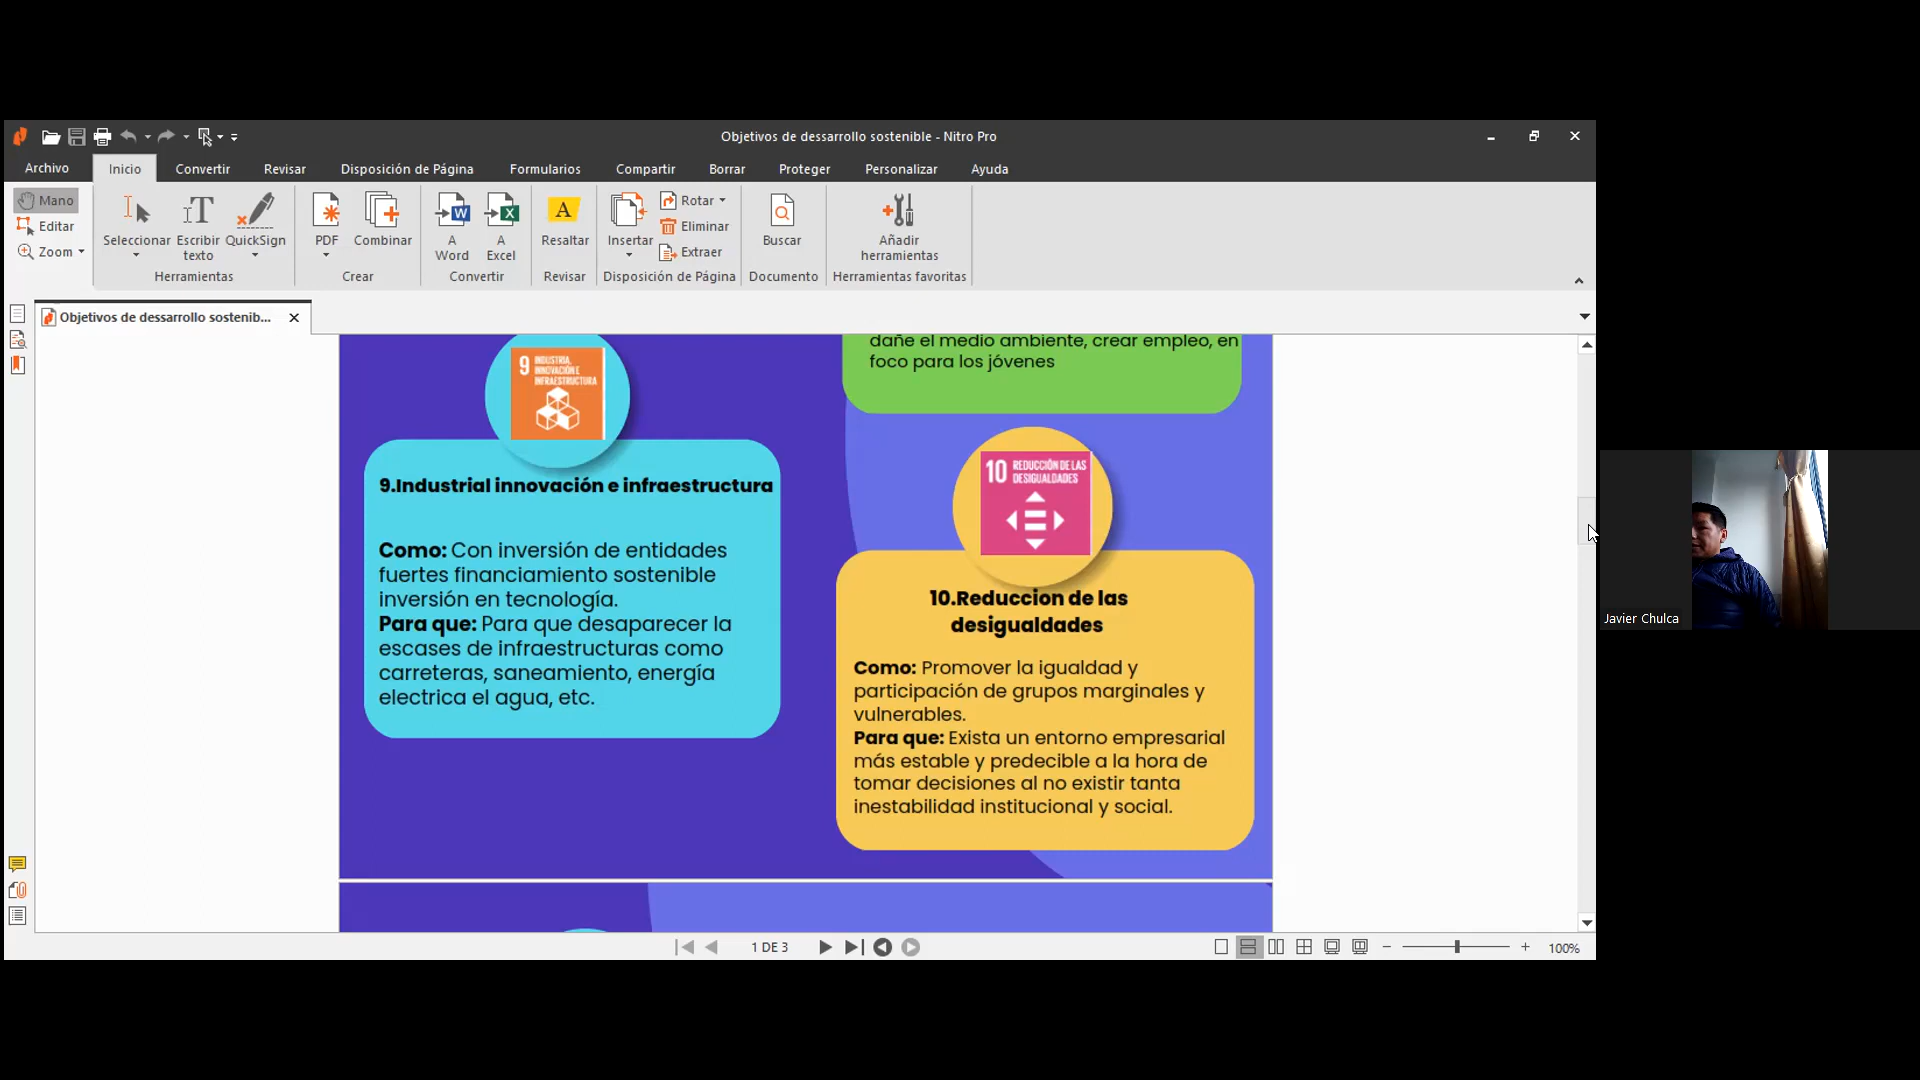 Objetivos de dessarrollo sostenible - Nitro Pro
Archivo
Inicio
Convertir
Revisar
Disposición de Página
Formularios
Compartir
Borrar
Proteger
Personalizar
Ayuda
Mano
Editar
Zoom
Seleccionar
Escribir
texto
QuickSign
Herramientas
PDF
Combinar
Crear
A
Word
A
Excel
Convertir
Resaltar
Revisar
Insertar
Rotar
Eliminar
Extraer
Disposición de Página
Buscar
Documento
Añadir
herramientas
Herramientas favoritas
Objetivos de dessarrollo sostenib...
dañe el medio ambiente, crear empleo, en
foco para los jóvenes
9 INDUSTRIA,
INNOVACIÓN E
INFRAESTRUCTURA
9.Industrial innovación e infraestructura
Como: Con inversión de entidades
fuertes financiamiento sostenible
inversión en tecnología.
Para que: Para que desaparecer la
escases de infraestructuras como
carreteras, saneamiento, energía
electrica el agua, etc.
10 REDUCCIÓN DE LAS
DESIGUALDADES
10.Reduccion de las
desigualdades
Como: Promover la igualdad y
participación de grupos marginales y
vulnerables.
Para que: Exista un entorno empresarial
más estable y predecible a la hora de
tomar decisiones al no existir tanta
inestabilidad institucional y social.
1 DE 3
100%
Javier Chulca